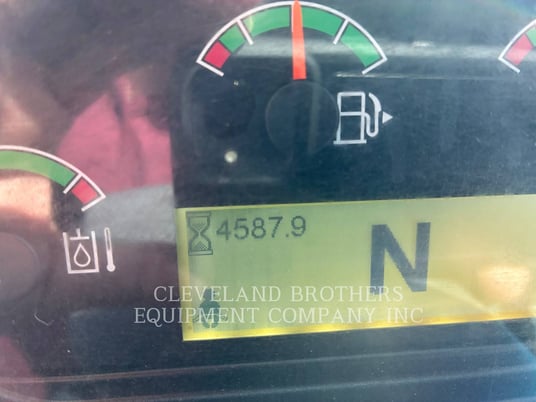 4587.9
N
CLEVELAND BROTHERS
EQUIPMENT COMPANY INC